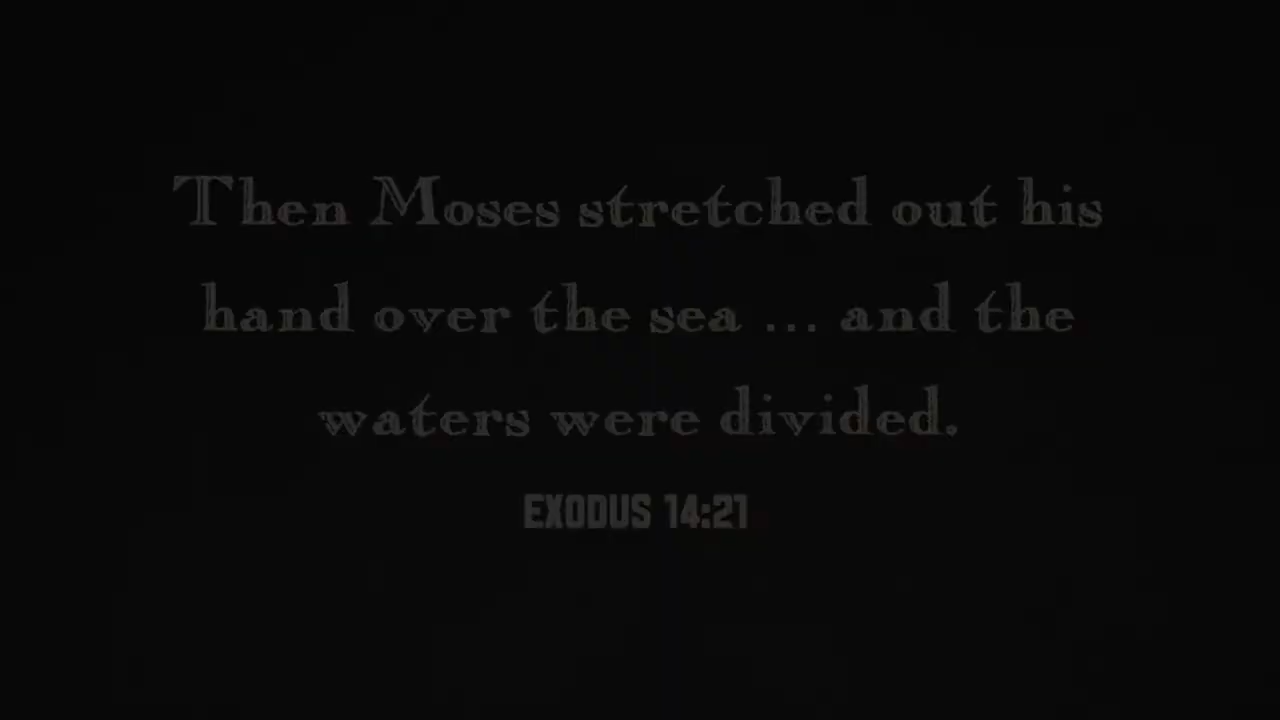 Then Moses stretched out his
hand over the sea ... and the
waters were divided.
EXODUS 14:21